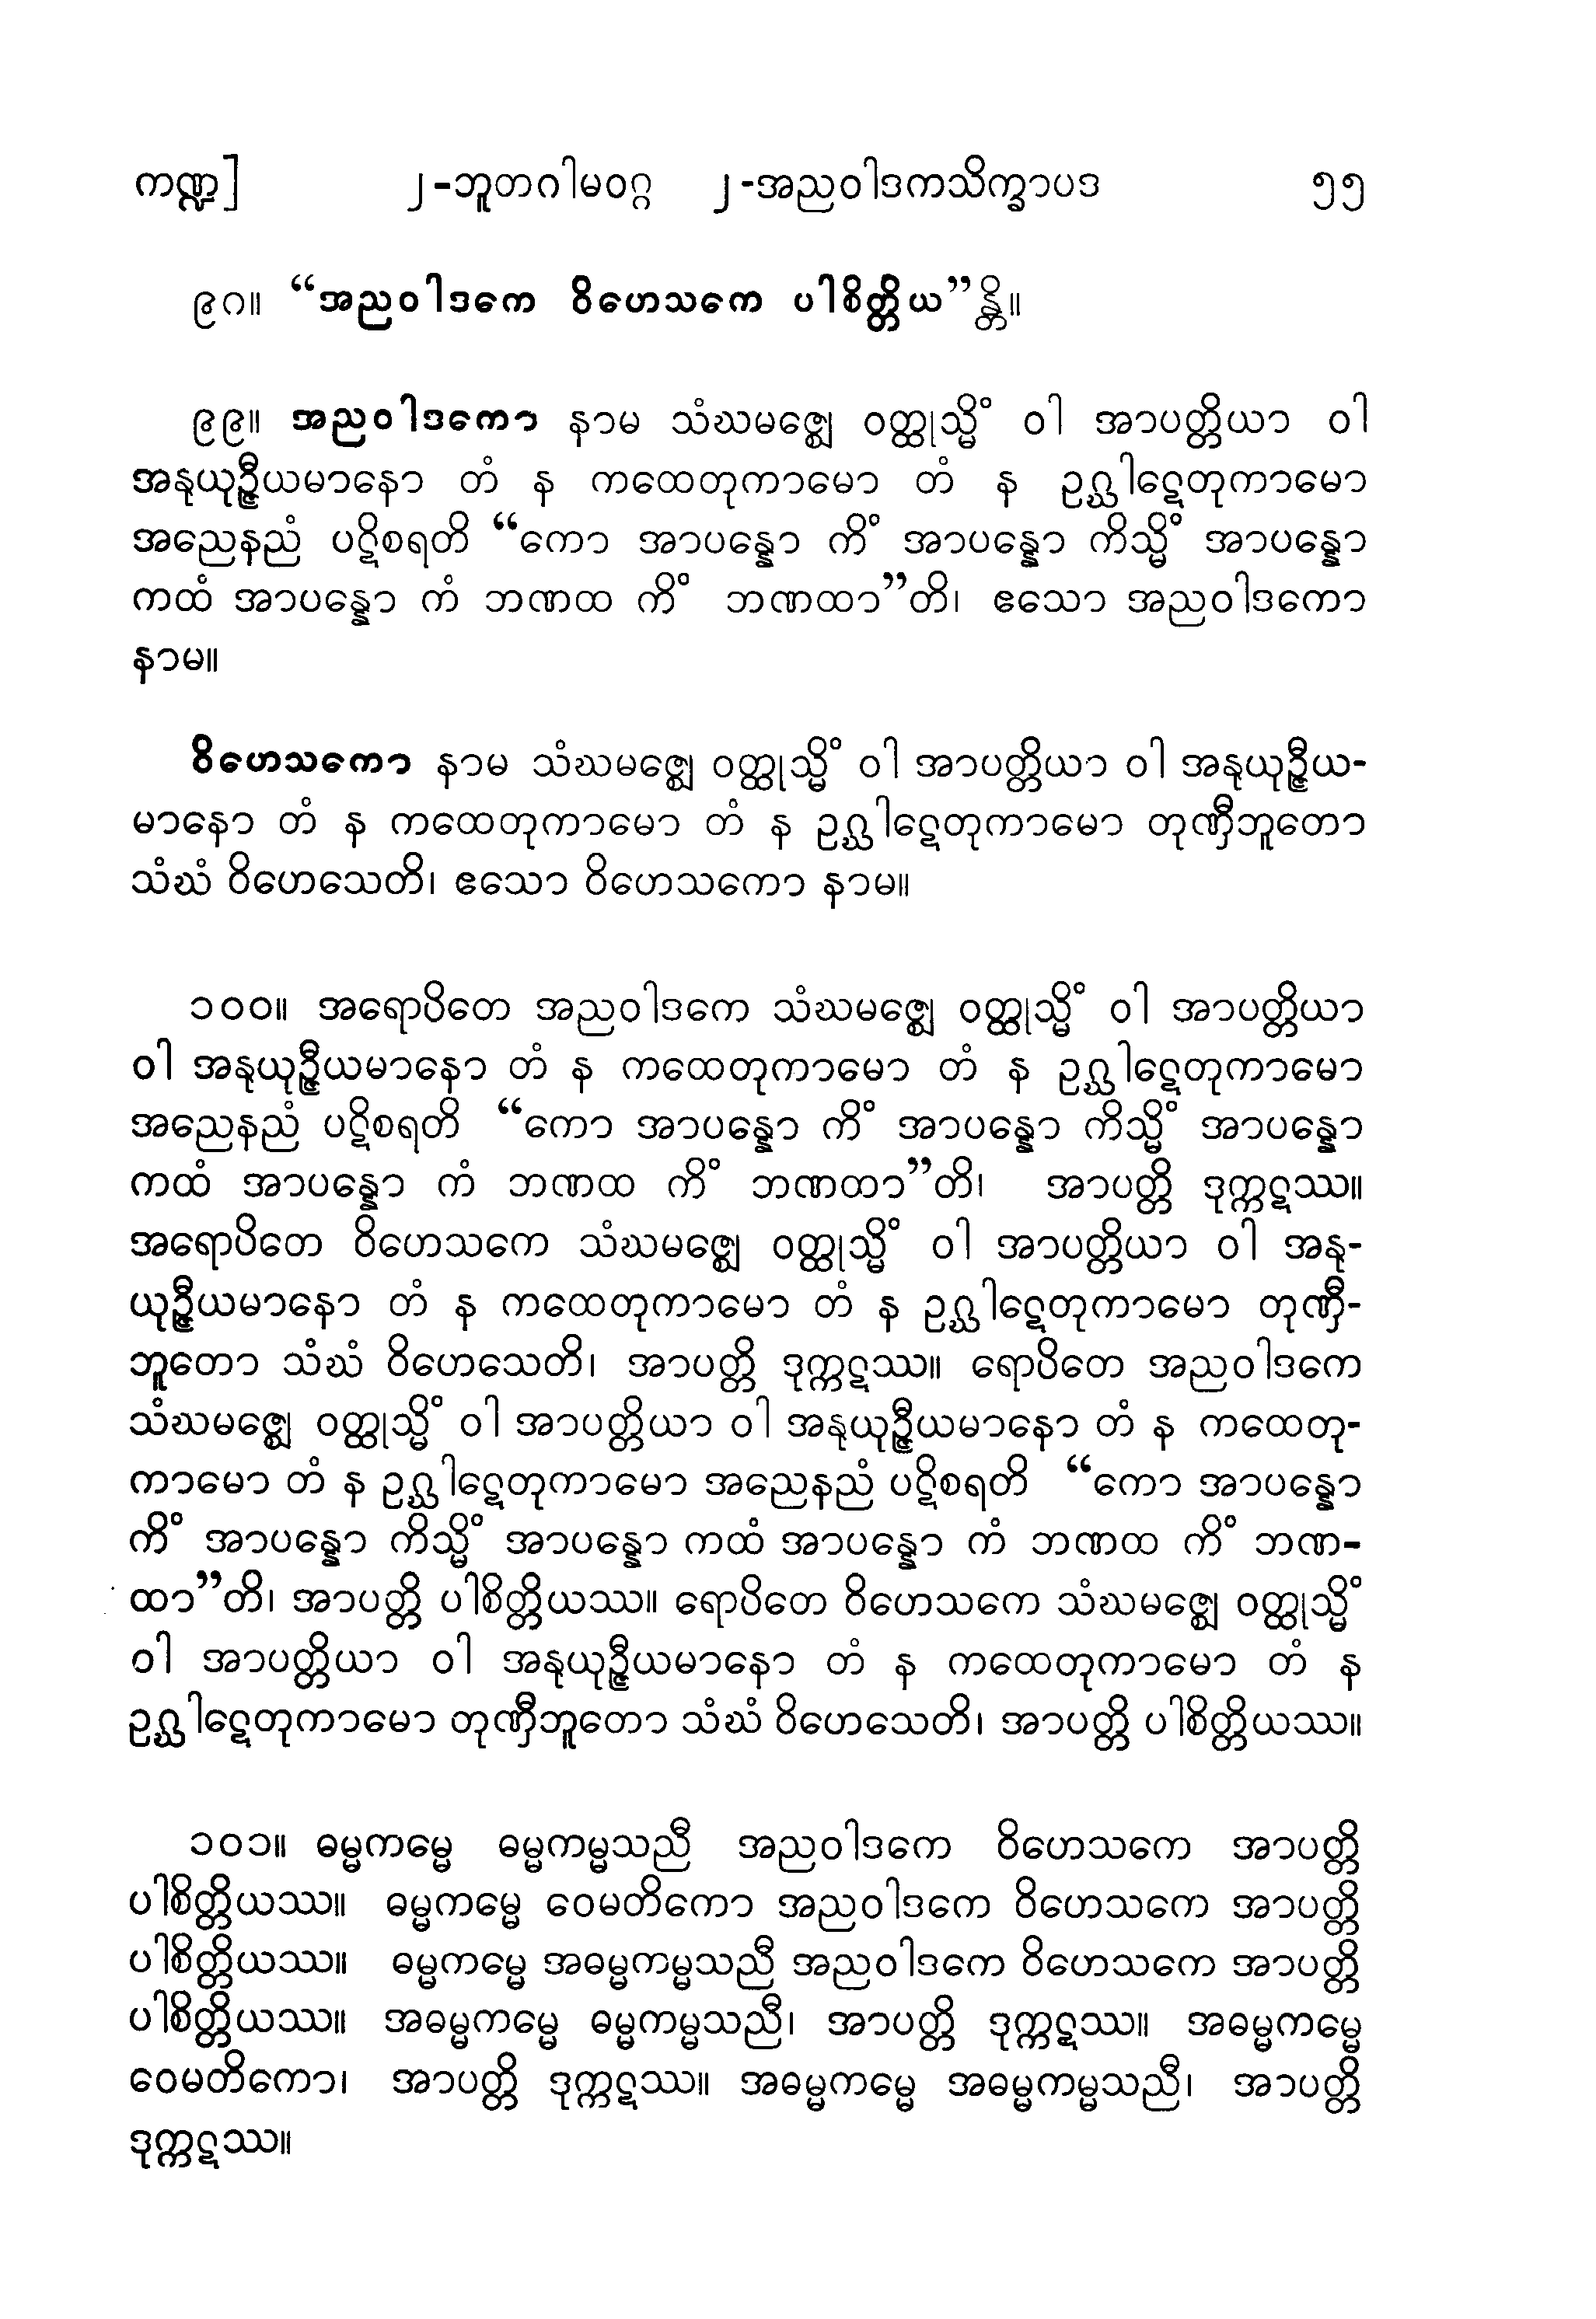 ကဏ္ဍ] ၂-ဘူတဂါမဝဂ္ဂ ၂-အညဝါဒကသိက္ခာပဒ ၅၅
၉၈။ “အညဝါဒကေ ဝိဟေသကေ ပါစိတ္တိယ”န္တိ။
၉၉။ အညဝါဒကော နာမ သံဃမဇ္ဈေ ဝတ္ထုသ္မိံ ဝါ အာပတ္တိယာ ဝါ
အနုယုဉ္ဇီယမာနော တံ န ကထေတုကာမော တံ န ဥဂ္ဃါဋေတုကာမော
အညေနညံ ပဋိစရတိ “ကော အာပန္နော ကိံ အာပန္နော ကိသ္မိံ အာပန္နော
ကထံ အာပန္နော ကံ ဘဏထ ကိံ ဘဏထာ”တိ၊ ဧသော အညဝါဒကော
နာမ။
ဝိဟေသကော နာမ သံဃမဇ္ဈေ ဝတ္ထုသ္မိံ ဝါ အာပတ္တိယာ ဝါ အနုယုဉ္ဇီယ-
မာနော တံ န ကထေတုကာမော တံ န ဥဂ္ဃါဋေတုကာမော တုဏှီဘူတော
သံဃံ ဝိဟေသေတိ၊ ဧသော ဝိဟေသကော နာမ။
၁၀၀။ အရောပိတေ အညဝါဒကေ သံဃမဇ္ဈေ ဝတ္ထုသ္မိံ ဝါ အာပတ္တိယာ
ဝါ အနုယုဉ္ဇီယမာနော တံ န ကထေတုကာမော တံ န ဥဂ္ဃါဋေတုကာမော
အညေနညံ ပဋိစရတိ “ကော အာပန္နော ကိံ အာပန္နော ကိသ္မိံ အာပန္နော
ကထံ အာပန္နော ကံ ဘဏထ ကိံ ဘဏထာ”တိ၊ အာပတ္တိ ဒုက္ကဋဿ။
အရောပိတေ ဝိဟေသကေ သံဃမဇ္ဈေ ဝတ္ထုသ္မိံ ဝါ အာပတ္တိယာ ဝါ အနု-
ယုဉ္ဇီယမာနော တံ န ကထေတုကာမော တံ န ဥဂ္ဃါဋေတုကာမော တုဏှီ-
ဘူတော သံဃံ ဝိဟေသေတိ၊ အာပတ္တိ ဒုက္ကဋဿ။ ရောပိတေ အညဝါဒကေ
သံဃမဇ္ဈေ ဝတ္ထုသ္မိံ ဝါ အာပတ္တိယာ ဝါ အနုယုဉ္ဇီယမာနော တံ န ကထေတု-
ကာမော တံ န ဥဂ္ဃါဋေတုကာမော အညေနညံ ပဋိစရတိ “ကော အာပန္နော
ကိံ အာပန္နော ကိသ္မိံ အာပန္နော ကထံ အာပန္နော ကံ ဘဏထ ကိံ ဘဏ-
ထာ”တိ၊ အာပတ္တိ ပါစိတ္တိယဿ။ ရောပိတေ ဝိဟေသကေ သံဃမဇ္ဈေ ဝတ္ထုသ္မိံ
ဝါ အာပတ္တိယာ ဝါ အနုယုဉ္ဇီယမာနော တံ န ကထေတုကာမော တံ န
ဥဂ္ဃါဋေတုကာမော တုဏှီဘူတော သံဃံ ဝိဟေသေတိ၊ အာပတ္တိ ပါစိတ္တိယဿ။
၁၀၁။ ဓမ္မကမ္မေ ဓမ္မကမ္မသညီ အညဝါဒကေ ဝိဟေသကေ အာပတ္တိ
ပါစိတ္တိယဿ။ ဓမ္မကမ္မေ ဝေမတိကော အညဝါဒကေ ဝိဟေသကေ အာပတ္တိ
ပါစိတ္တိယဿ။ ဓမ္မကမ္မေ အဓမ္မကမ္မသညီ အညဝါဒကေ ဝိဟေသကေ အာပတ္တိ
ပါစိတ္တိယဿ။ အဓမ္မကမ္မေ ဓမ္မကမ္မသညီ၊ အာပတ္တိ ဒုက္ကဋဿ။ အဓမ္မကမ္မေ
ဝေမတိကော၊ အာပတ္တိ ဒုက္ကဋဿ။ အဓမ္မကမ္မေ အဓမ္မကမ္မသညီ၊ အာပတ္တိ
ဒုက္ကဋဿ။